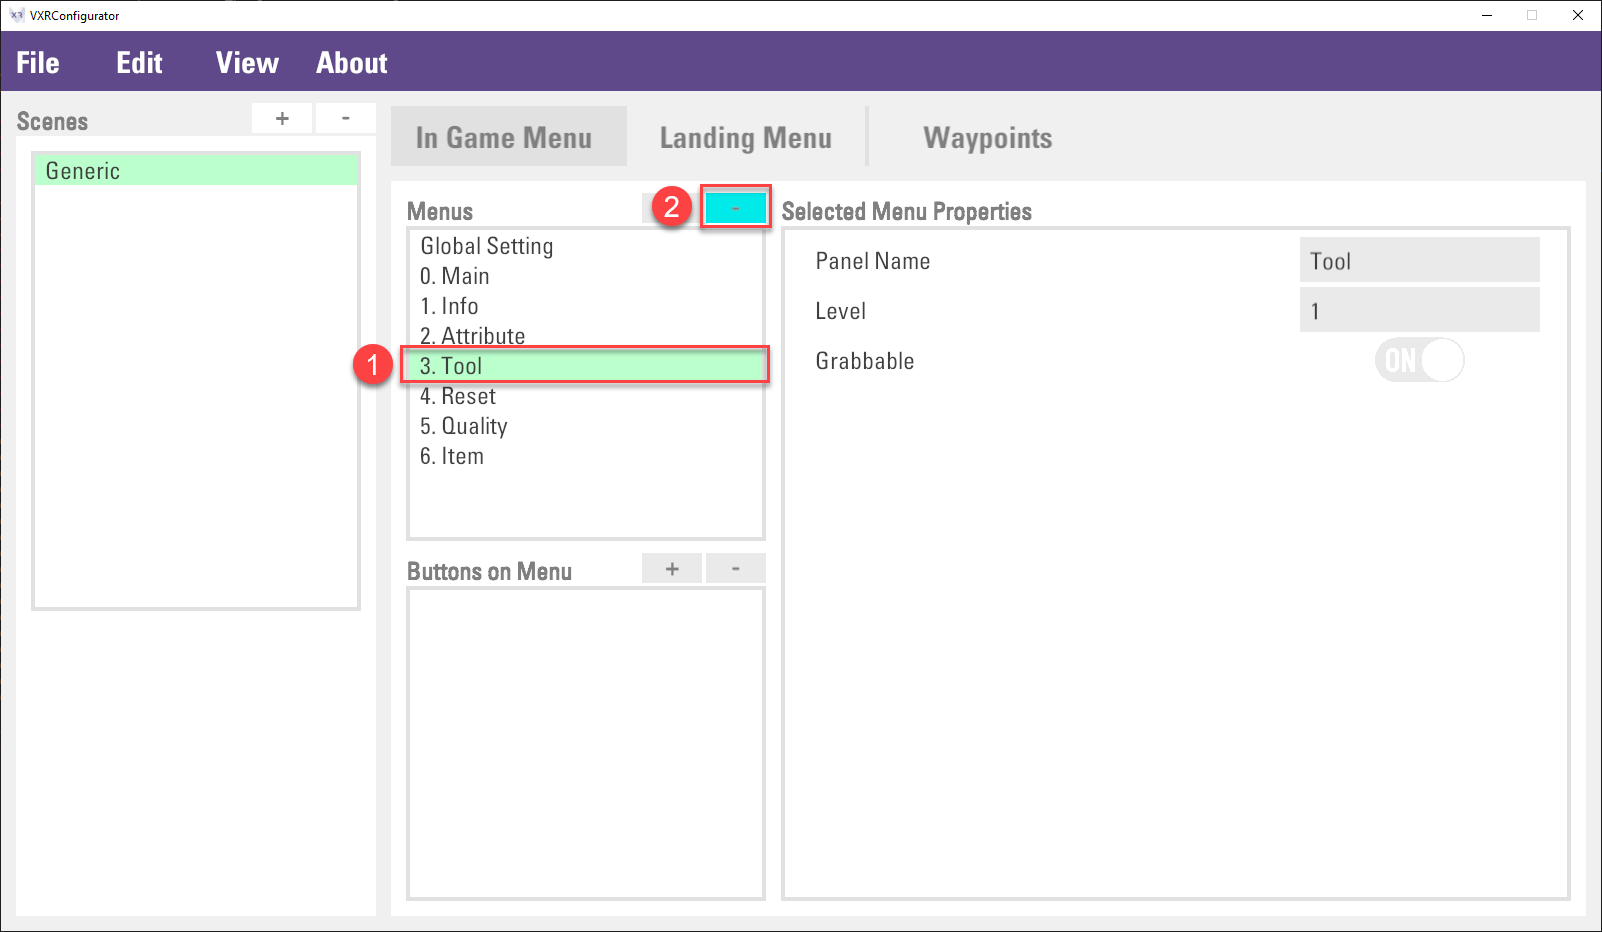 VXRConfigurator
File Edit View About
Scenes + -
Generic
In Game Menu Landing Menu Waypoints
Menus 2 - Selected Menu Properties
Global Setting
0. Main
1. Info
2. Attribute
1 3. Tool
4. Reset
5. Quality
6. Item
Panel Name Tool
Level 1
Grabbable ON
Buttons on Menu + -